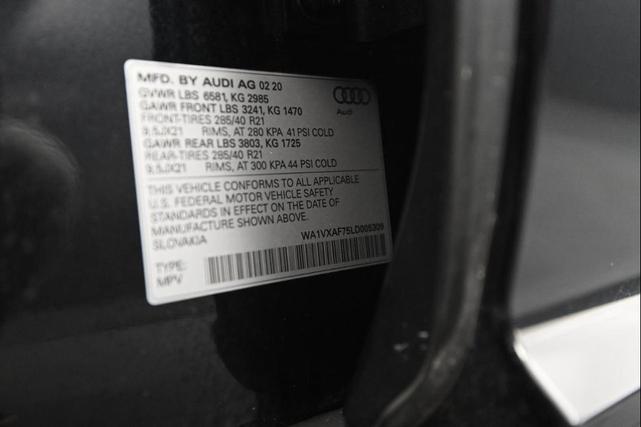 MFD. BY AUDI AG 02 20
GVWR LBS 6581, KG 2985
GAWR FRONT LBS 3241, KG 1470
FRONT-TIRES 285/40 R21
9,5JX21 RIMS, AT 280 KPA 41 PSI COLD
GAWR REAR LBS 3803, KG 1725
REAR-TIRES 285/40 R21
9,5JX21 RIMS, AT 300 KPA 44 PSI COLD
Audi
THIS VEHICLE CONFORMS TO ALL APPLICABLE
U.S. FEDERAL MOTOR VEHICLE SAFETY
STANDARDS IN EFFECT ON THE DATE OF
MANUFACTURE SHOWN ABOVE.
SLOVAKIA
WA1VXAF75LD005309
TYPE:
MPV